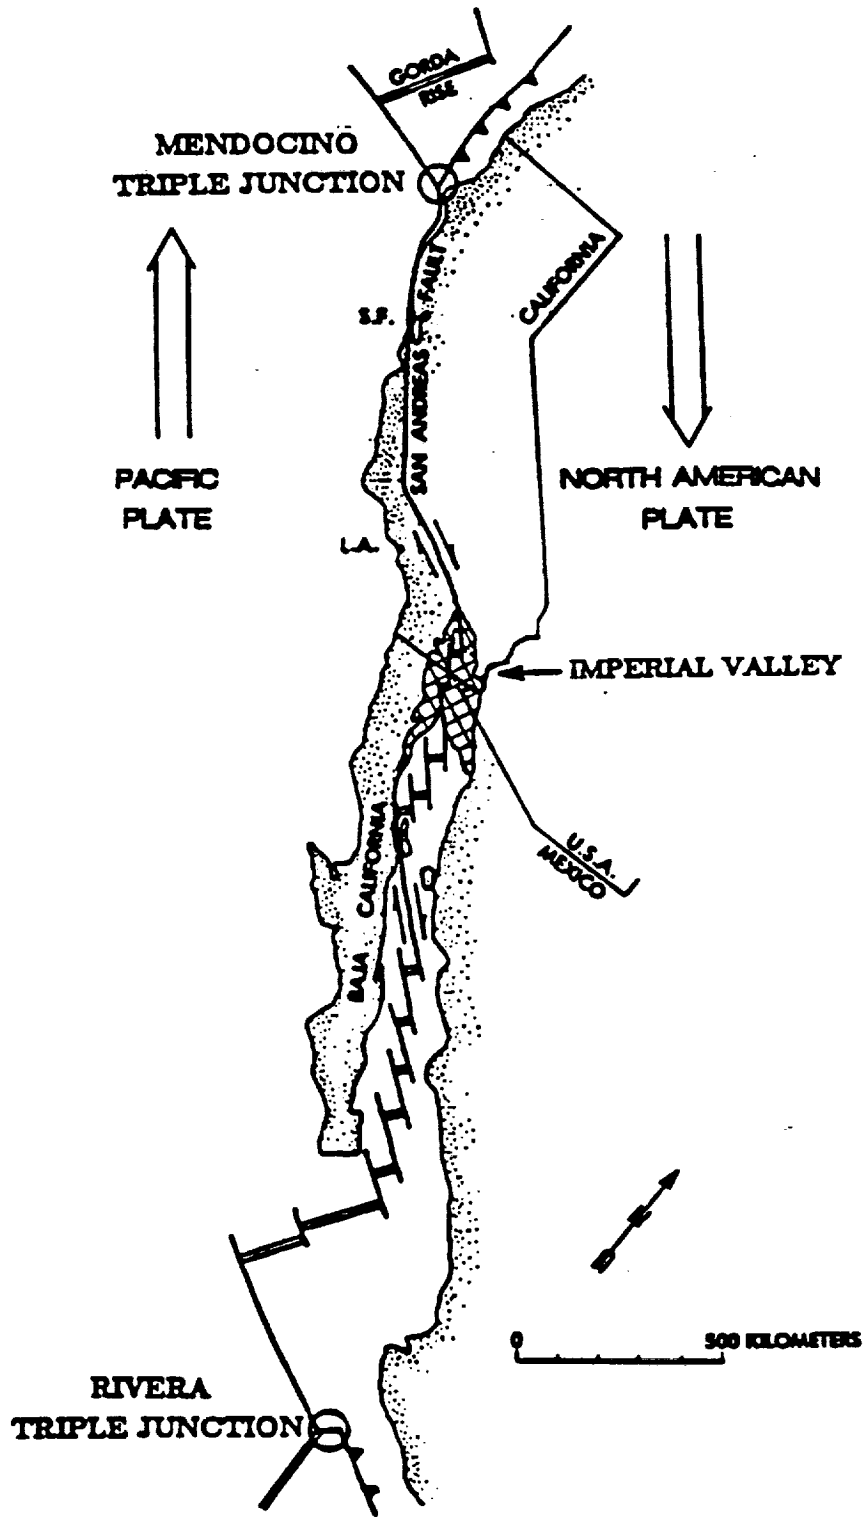 GORDA
RISE
MENDOCINO
TRIPLE JUNCTION
CALIFORNIA
S.F.
SAN ANDREAS FAULT
PACIFIC
PLATE
NORTH AMERICAN
PLATE
L.A.
IMPERIAL VALLEY
U.S.A.
MEXICO
BAJA CALIFORNIA
N
0 500 KILOMETERS
RIVERA
TRIPLE JUNCTION